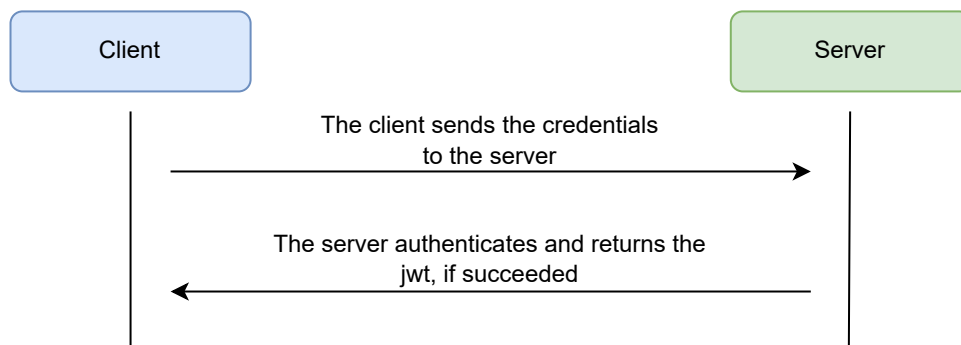 Client
Server
The client sends the credentials
to the server
The server authenticates and returns the
jwt, if succeeded